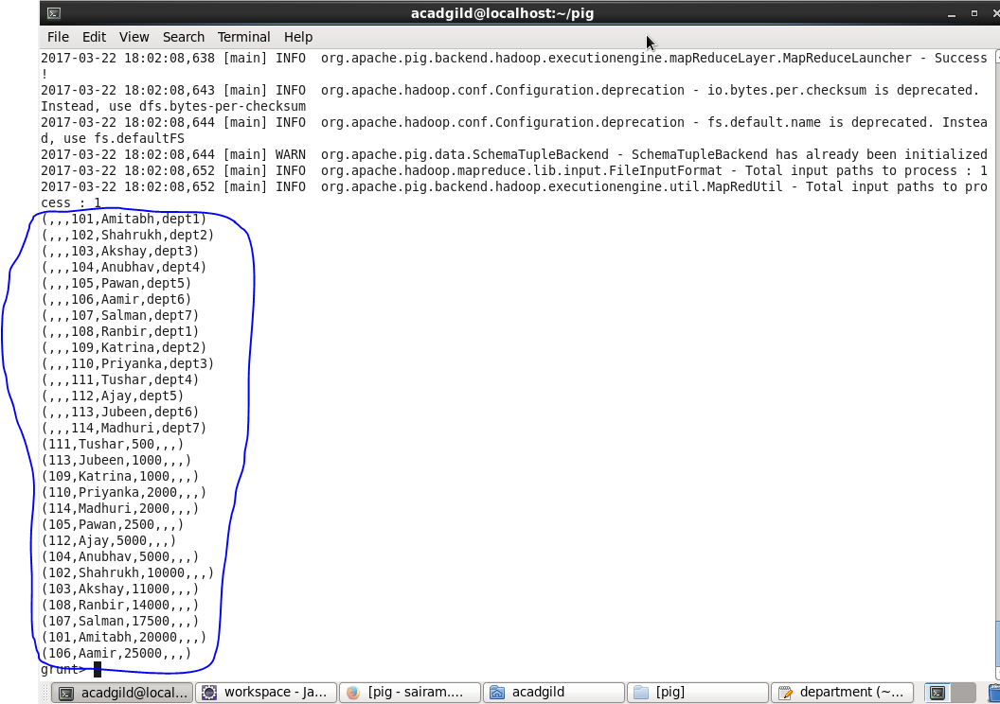 acadgild@localhost:~/pig
File Edit View Search Terminal Help
2017-03-22 18:02:08,638 [main] INFO  org.apache.pig.backend.hadoop.executionengine.mapReduceLayer.MapReduceLauncher - Success
!
2017-03-22 18:02:08,643 [main] INFO  org.apache.hadoop.conf.Configuration.deprecation - io.bytes.per.checksum is deprecated.
Instead, use dfs.bytes-per-checksum
2017-03-22 18:02:08,644 [main] INFO  org.apache.hadoop.conf.Configuration.deprecation - fs.default.name is deprecated. Instea
d, use fs.defaultFS
2017-03-22 18:02:08,644 [main] WARN  org.apache.pig.data.SchemaTupleBackend - SchemaTupleBackend has already been initialized
2017-03-22 18:02:08,652 [main] INFO  org.apache.hadoop.mapreduce.lib.input.FileInputFormat - Total input paths to process : 1
2017-03-22 18:02:08,652 [main] INFO  org.apache.pig.backend.hadoop.executionengine.util.MapRedUtil - Total input paths to pro
cess : 1
(,,,101,Amitabh,dept1)
(,,,102,Shahrukh,dept2)
(,,,103,Akshay,dept3)
(,,,104,Anubhav,dept4)
(,,,105,Pawan,dept5)
(,,,106,Aamir,dept6)
(,,,107,Salman,dept7)
(,,,108,Ranbir,dept1)
(,,,109,Katrina,dept2)
(,,,110,Priyanka,dept3)
(,,,111,Tushar,dept4)
(,,,112,Ajay,dept5)
(,,,113,Jubeen,dept6)
(,,,114,Madhuri,dept7)
(111,Tushar,500,,,)
(113,Jubeen,1000,,,)
(109,Katrina,1000,,,)
(110,Priyanka,2000,,,)
(114,Madhuri,2000,,,)
(105,Pawan,2500,,,)
(112,Ajay,5000,,,)
(104,Anubhav,5000,,,)
(102,Shahrukh,10000,,,)
(103,Akshay,11000,,,)
(108,Ranbir,14000,,,)
(107,Salman,17500,,,)
(101,Amitabh,20000,,,)
(106,Aamir,25000,,,)
grunt>
acadgild@local... workspace - Ja... [pig - sairam.... acadgild [pig] department (~...